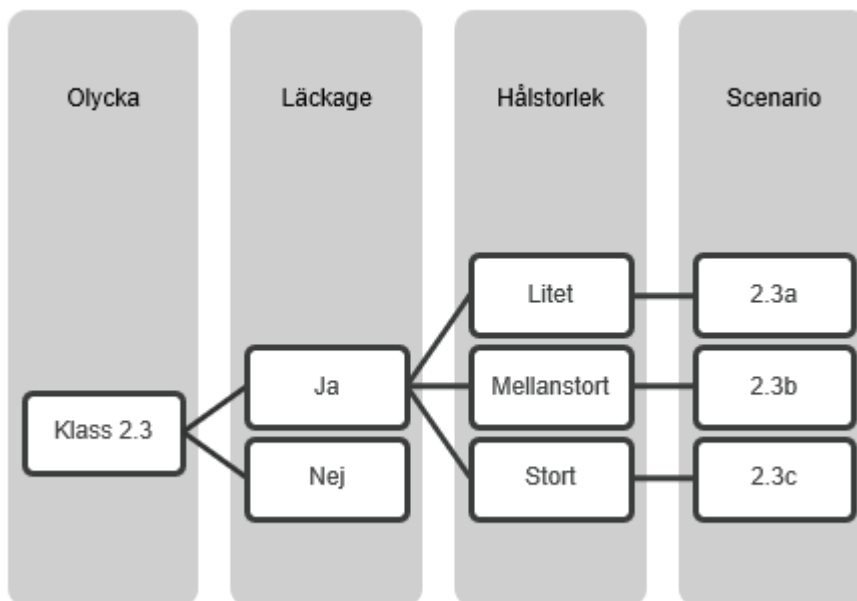 Olycka
Läckage
Hålstorlek
Scenario
Litet
2.3a
Ja
Mellanstort
2.3b
Klass 2.3
Nej
Stort
2.3c